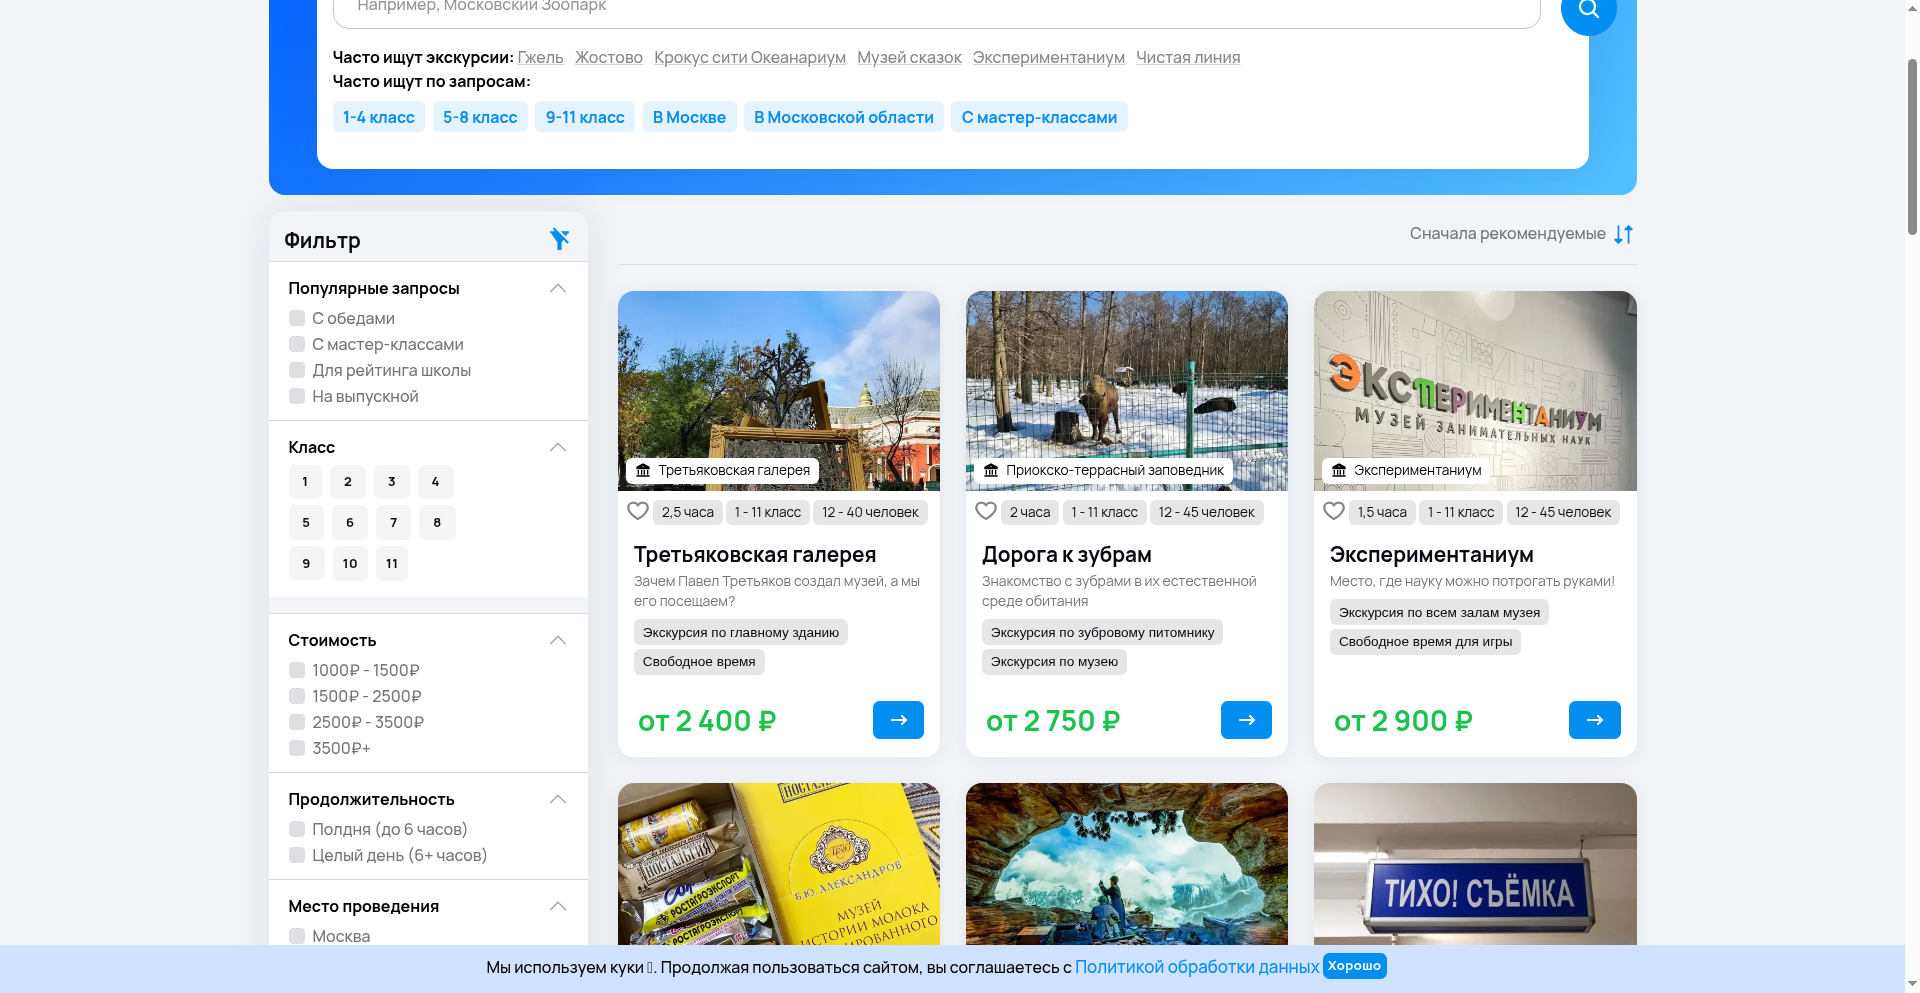 Например, Московский Зоопарк
Часто ищут экскурсии: Гжель Жостово Крокус сити Океанариум Музей сказок Экспериментаниум Чистая линия
Часто ищут по запросам:
1-4 класс 5-8 класс 9-11 класс В Москве В Московской области С мастер-классами
Фильтр
Сначала рекомендуемые
Популярные запросы
С обедами
С мастер-классами
Для рейтинга школы
На выпускной
Класс
1 2 3 4
5 6 7 8
9 10 11
Стоимость
1000₽ - 1500₽
1500₽ - 2500₽
2500₽ - 3500₽
3500₽+
Продолжительность
Полдня (до 6 часов)
Целый день (6+ часов)
Место проведения
Москва
Третьяковская галерея
2,5 часа 1 - 11 класс 12 - 40 человек
Третьяковская галерея
Зачем Павел Третьяков создал музей, а мы
его посещаем?
Экскурсия по главному зданию
Свободное время
от 2 400 ₽
Приокско-террасный заповедник
2 часа 1 - 11 класс 12 - 45 человек
Дорога к зубрам
Знакомство с зубрами в их естественной
среде обитания
Экскурсия по зубровому питомнику
Экскурсия по музею
от 2 750 ₽
ЭКСПЕРИМЕНТАНИУМ
МУЗЕЙ ЗАНИМАТЕЛЬНЫХ НАУК
Экспериментаниум
1,5 часа 1 - 11 класс 12 - 45 человек
Экспериментаниум
Место, где науку можно потрогать руками!
Экскурсия по всем залам музея
Свободное время для игры
от 2 900 ₽
НОСТАЛЬГИЯ
РОСТАГРОЭКСПОРТ
РОСТАГРОЭКСПОРТ
Б.Ю. АЛЕКСАНДРОВ
МУЗЕЙ
ИСТОРИИ МОЛОКА
ТИХО! СЪЁМКА
Мы используем куки . Продолжая пользоваться сайтом, вы соглашаетесь с Политикой обработки данных Хорошо